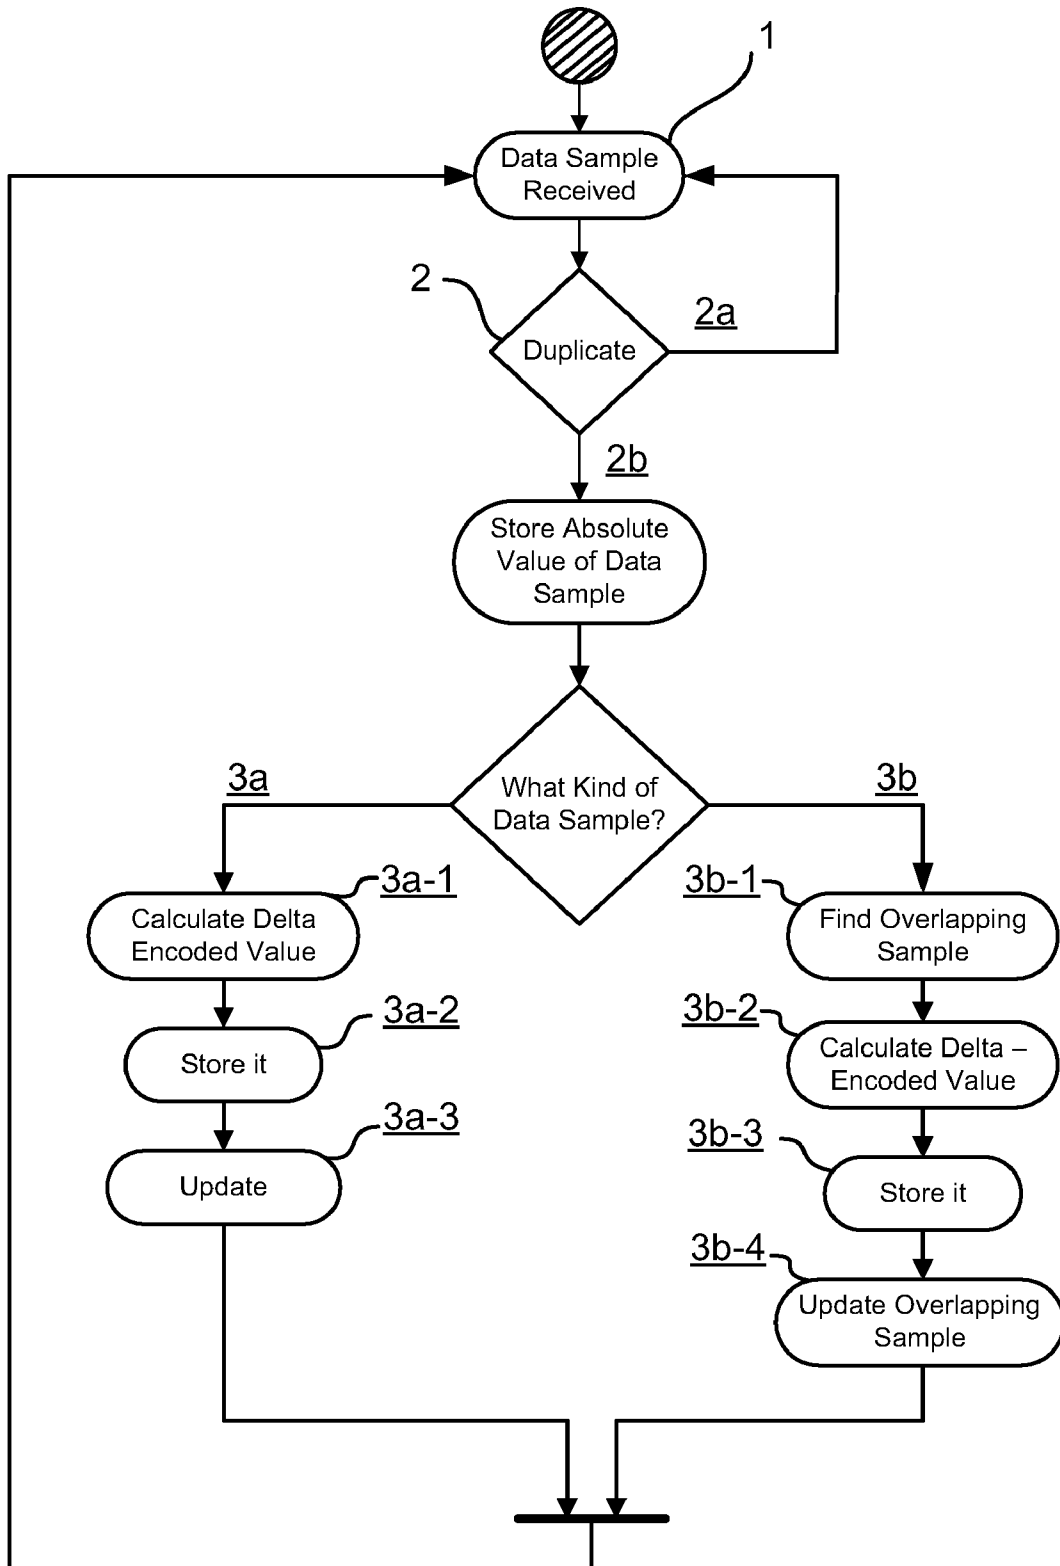 1
Data Sample
Received
2
2a
Duplicate
2b
Store Absolute
Value of Data
Sample
What Kind of
Data Sample?
3a
3b
3a-1
Calculate Delta
Encoded Value
3a-2
Store it
3a-3
Update
3b-1
Find Overlapping
Sample
3b-2
Calculate Delta –
Encoded Value
3b-3
Store it
3b-4
Update Overlapping
Sample